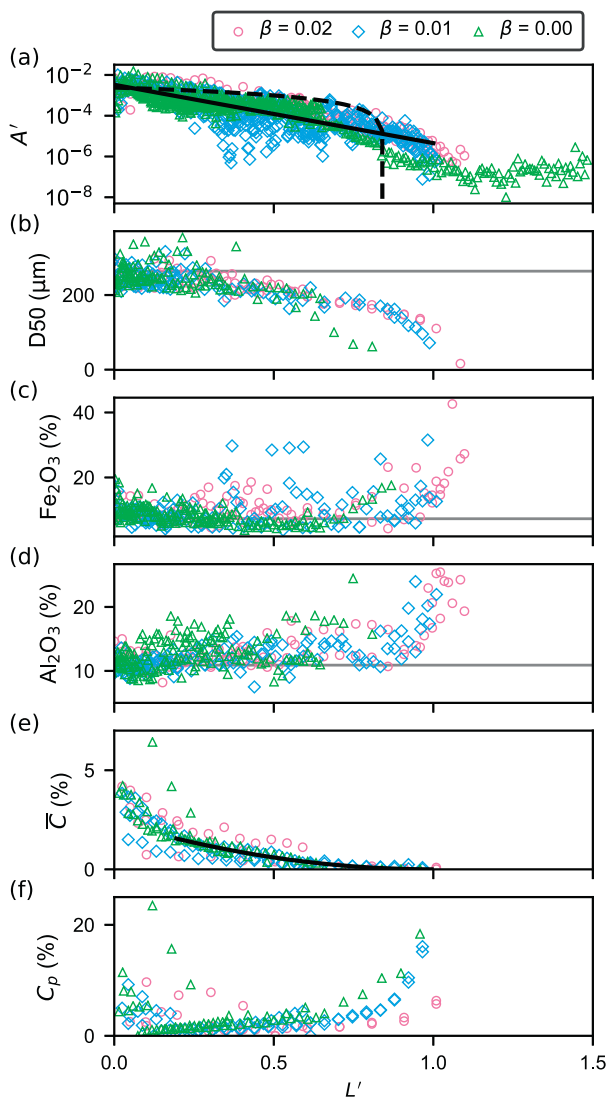 β = 0.02 β = 0.01 β = 0.00
(a)
10⁻²
10⁻⁴
10⁻⁶
10⁻⁸
A′
(b)
200
0
D50 (μm)
(c)
40
20
Fe₂O₃ (%)
(d)
20
10
Al₂O₃ (%)
(e)
5
0
C̅ (%)
(f)
20
0
Cₚ (%)
0.0 0.5 1.0 1.5
L′